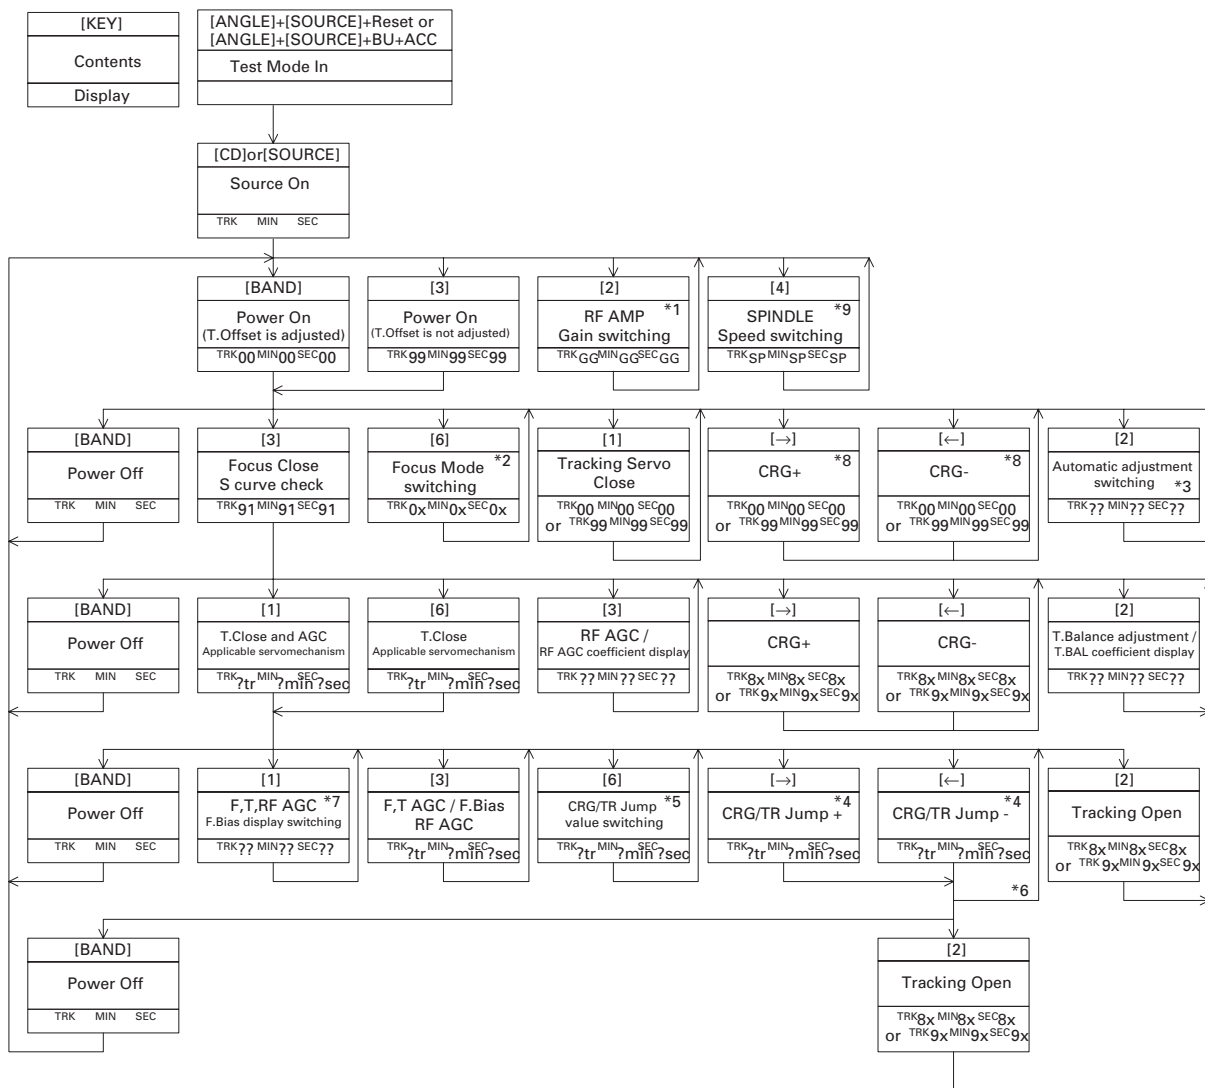 [KEY]
Contents
Display
[ANGLE]+[SOURCE]+Reset or
[ANGLE]+[SOURCE]+BU+ACC
Test Mode In
[CD]or[SOURCE]
Source On
TRK MIN SEC
[BAND]
Power On
(T.Offset is adjusted)
TRK00 MIN00 SEC00
[3]
Power On
(T.Offset is not adjusted)
TRK99 MIN99 SEC99
[2]
RF AMP *1
Gain switching
TRKGG MINGG SECGG
[4]
SPINDLE *9
Speed switching
TRKSP MINSP SECSP
[BAND]
Power Off
TRK MIN SEC
[3]
Focus Close
S curve check
TRK91 MIN91 SEC91
[6]
Focus Mode *2
switching
TRK0x MIN0x SEC0x
[1]
Tracking Servo
Close
TRK00 MIN00 SEC00
or TRK99 MIN99 SEC99
[→]
CRG+ *8
TRK00 MIN00 SEC00
or TRK99 MIN99 SEC99
[←]
CRG- *8
TRK00 MIN00 SEC00
or TRK99 MIN99 SEC99
[2]
Automatic adjustment
switching *3
TRK?? MIN?? SEC??
[BAND]
Power Off
TRK MIN SEC
[1]
T.Close and AGC
Applicable servomechanism
TRK?tr MIN?min SEC?sec
[6]
T.Close
Applicable servomechanism
TRK?tr MIN?min SEC?sec
[3]
RF AGC /
RF AGC coefficient display
TRK?? MIN?? SEC??
[→]
CRG+
TRK8x MIN8x SEC8x
or TRK9x MIN9x SEC9x
[←]
CRG-
TRK8x MIN8x SEC8x
or TRK9x MIN9x SEC9x
[2]
T.Balance adjustment /
T.BAL coefficient display
TRK?? MIN?? SEC??
[BAND]
Power Off
TRK MIN SEC
[1]
F,T,RF AGC *7
F.Bias display switching
TRK?? MIN?? SEC??
[3]
F,T AGC / F.Bias
RF AGC
TRK?tr MIN?min SEC?sec
[6]
CRG/TR Jump *5
value switching
TRK?tr MIN?min SEC?sec
[→]
CRG/TR Jump + *4
TRK?tr MIN?min SEC?sec
[←]
CRG/TR Jump - *4
TRK?tr MIN?min SEC?sec
[2]
Tracking Open
TRK8x MIN8x SEC8x
or TRK9x MIN9x SEC9x
*6
[BAND]
Power Off
TRK MIN SEC
[2]
Tracking Open
TRK8x MIN8x SEC8x
or TRK9x MIN9x SEC9x